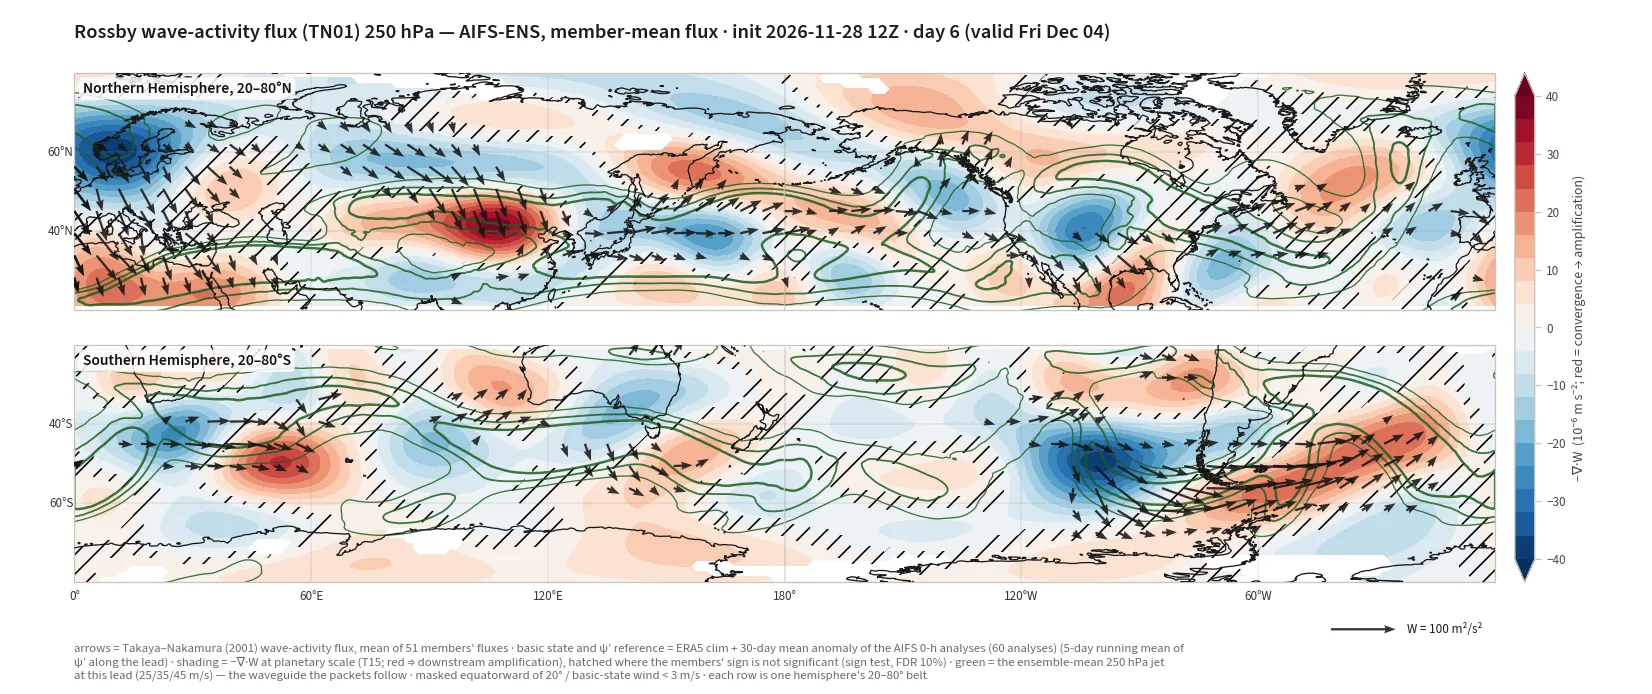 Rossby wave-activity flux (TN01) 250 hPa — AIFS-ENS, member-mean flux · init 2026-11-28 12Z · day 6 (valid Fri Dec 04)
Northern Hemisphere, 20–80°N
60°N
40°N
Southern Hemisphere, 20–80°S
40°S
60°S
0°
60°E
120°E
180°
120°W
60°W
40
30
20
10
0
−10
−20
−30
−40
−∇·W (10⁻⁶ m s⁻²; red = convergence → amplification)
W = 100 m²/s²
arrows = Takaya–Nakamura (2001) wave-activity flux, mean of 51 members' fluxes · basic state and ψ′ reference = ERA5 clim + 30-day mean anomaly of the AIFS 0-h analyses (60 analyses) (5-day running mean of
ψ′ along the lead) · shading = −∇·W at planetary scale (T15; red ⇒ downstream amplification), hatched where the members' sign is not significant (sign test, FDR 10%) · green = the ensemble-mean 250 hPa jet
at this lead (25/35/45 m/s) — the waveguide the packets follow · masked equatorward of 20° / basic-state wind < 3 m/s · each row is one hemisphere's 20–80° belt